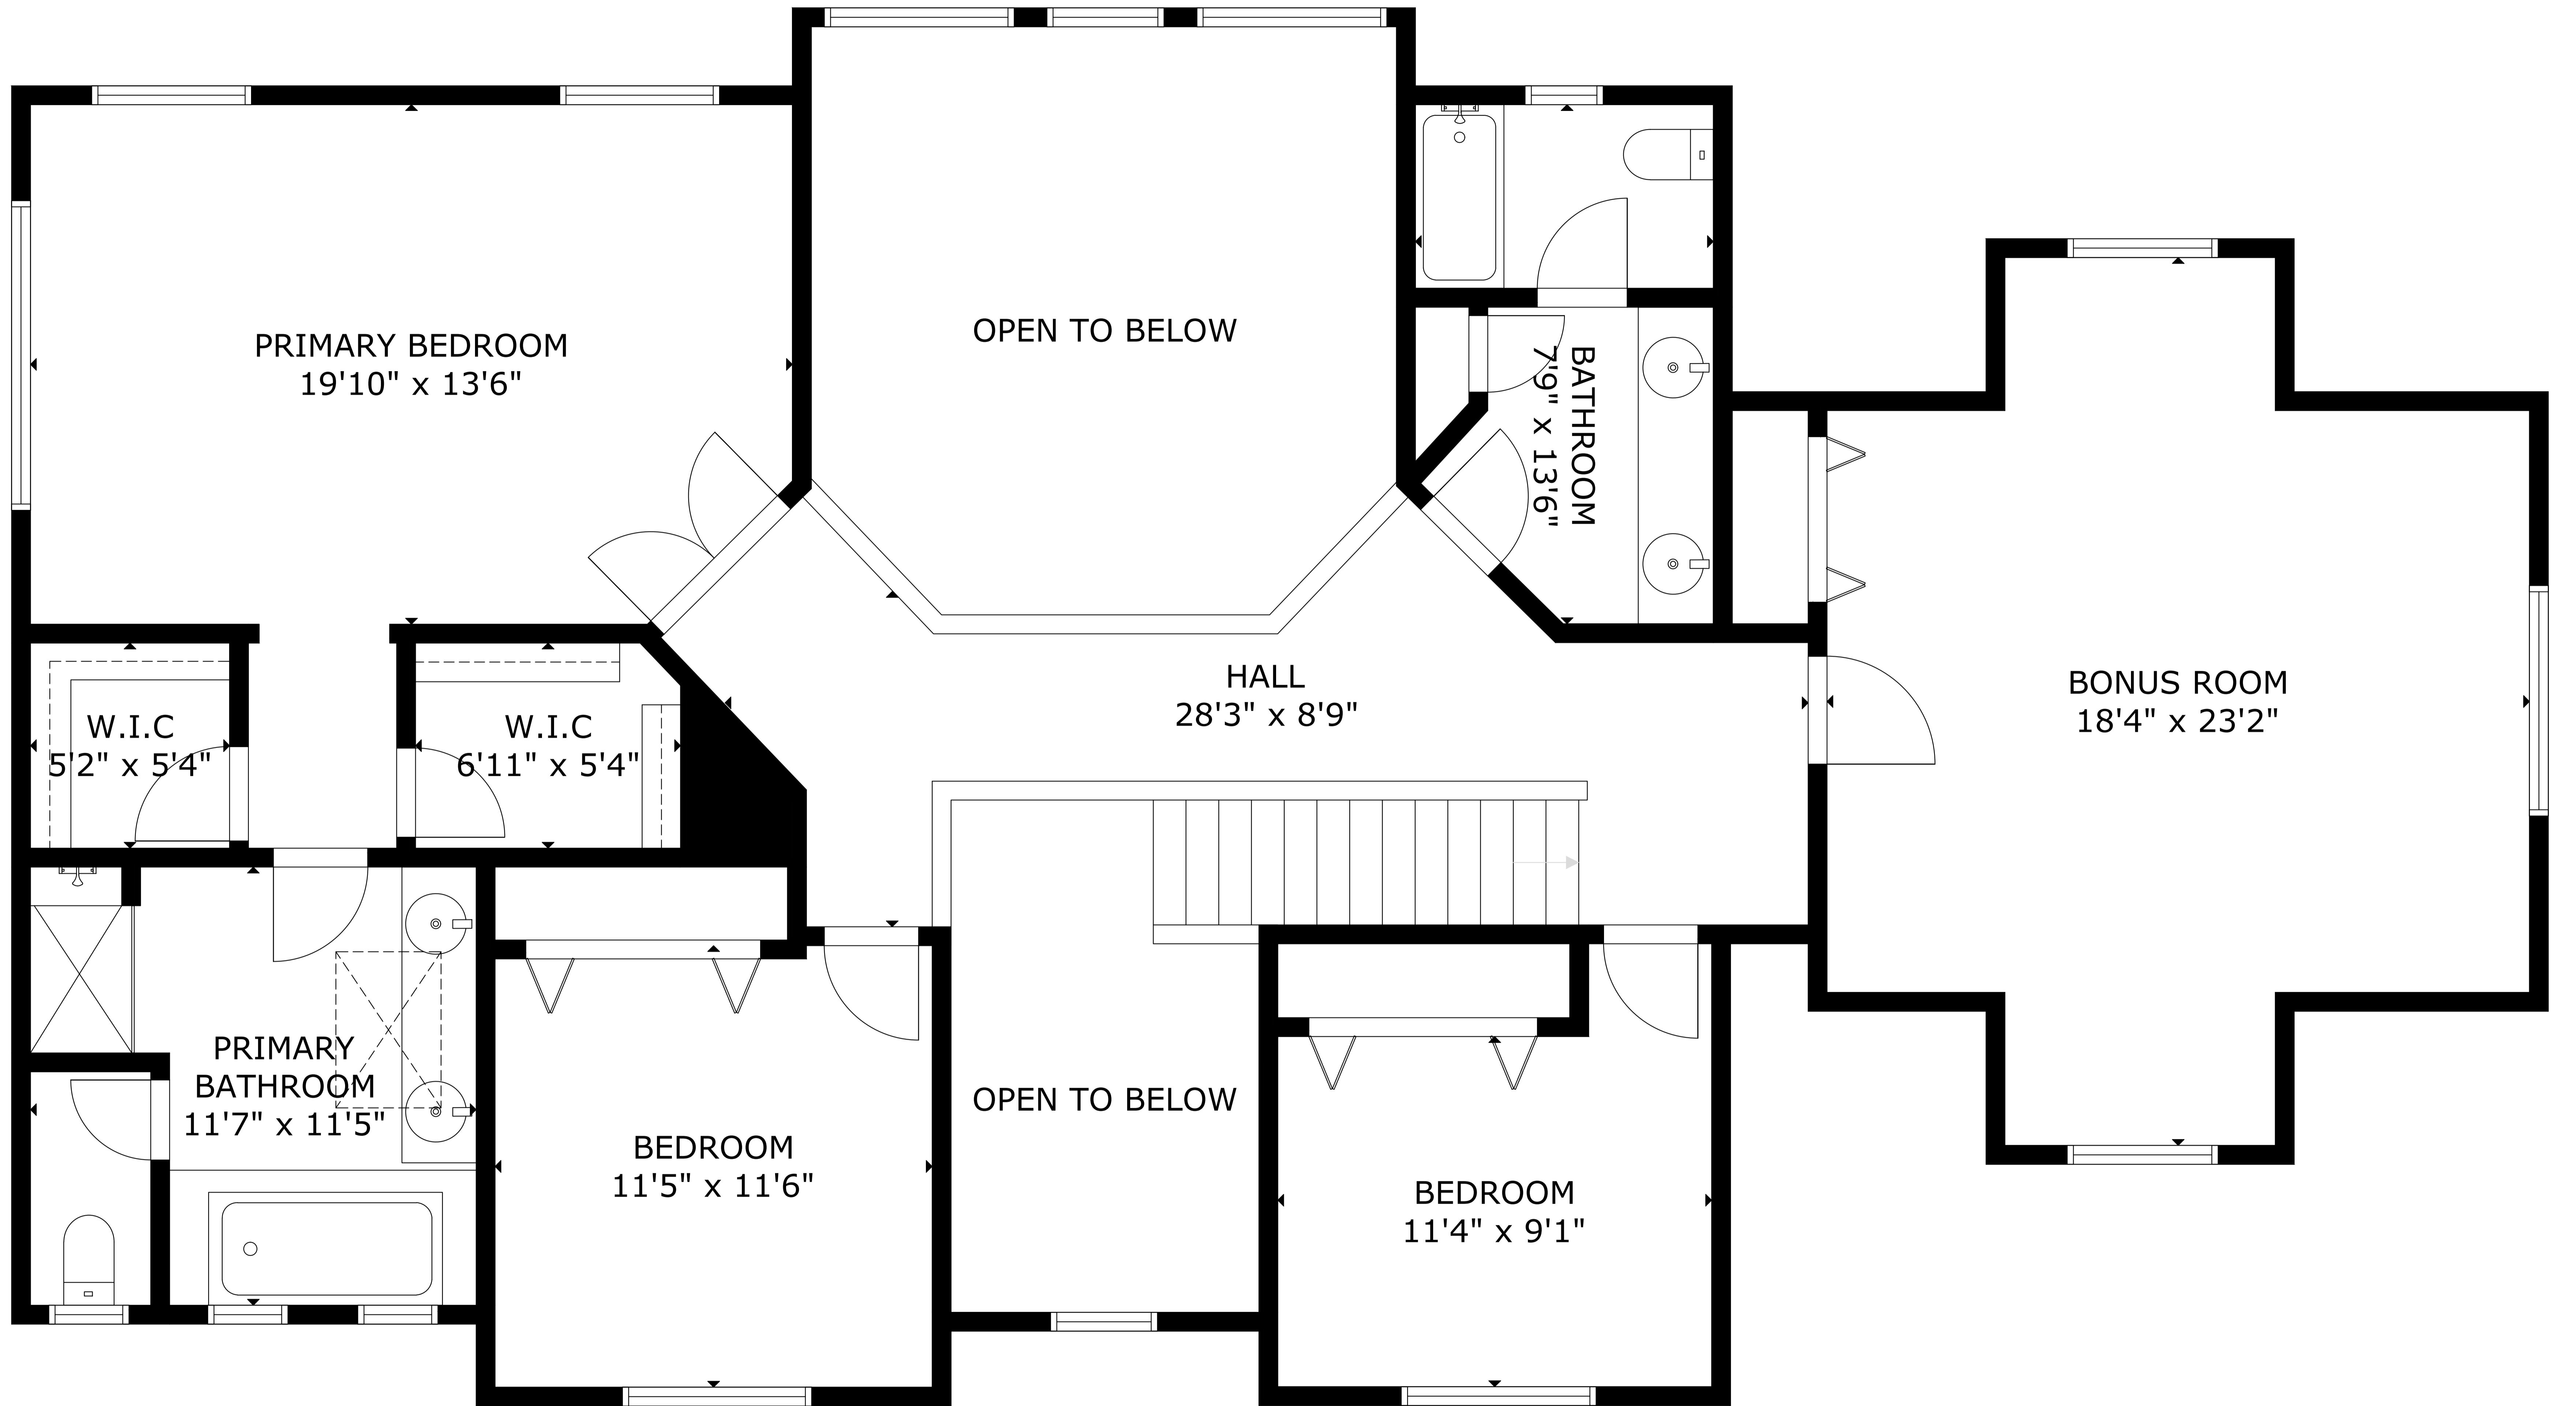 PRIMARY BEDROOM
19'10" x 13'6"
OPEN TO BELOW
BATHROOM
7'9" x 13'6"
HALL
28'3" x 8'9"
BONUS ROOM
18'4" x 23'2"
W.I.C
5'2" x 5'4"
W.I.C
6'11" x 5'4"
PRIMARY
BATHROOM
11'7" x 11'5"
BEDROOM
11'5" x 11'6"
OPEN TO BELOW
BEDROOM
11'4" x 9'1"